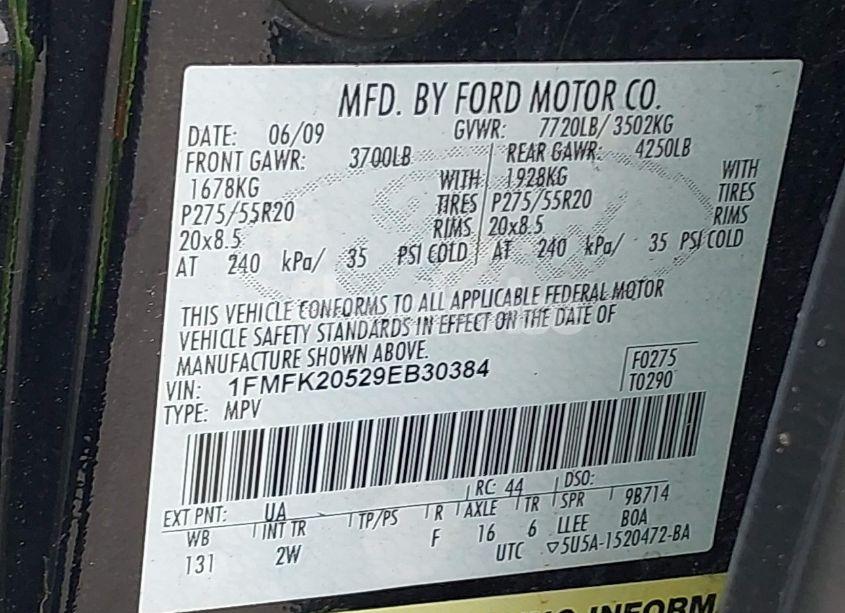 MFD. BY FORD MOTOR CO.
DATE: 06/09 GVWR: 7720LB/ 3502KG
FRONT GAWR: 3700LB REAR GAWR: 4250LB
1678KG WITH 1928KG WITH
P275/55R20 TIRES P275/55R20 TIRES
20x8.5 RIMS 20x8.5 RIMS
AT 240 kPa/ 35 PSI COLD AT 240 kPa/ 35 PSI COLD
THIS VEHICLE CONFORMS TO ALL APPLICABLE FEDERAL MOTOR
VEHICLE SAFETY STANDARDS IN EFFECT ON THE DATE OF
MANUFACTURE SHOWN ABOVE.
VIN: 1FMFK20529EB30384 F0275
TYPE: MPV T0290
EXT PNT: UA RC: 44 DSO:
WB INT TR TP/PS R AXLE TR SPR 9B714
131 2W F 16 6 LLEE BOA
UTC ▽5U5A-1520472-BA
INFORMA